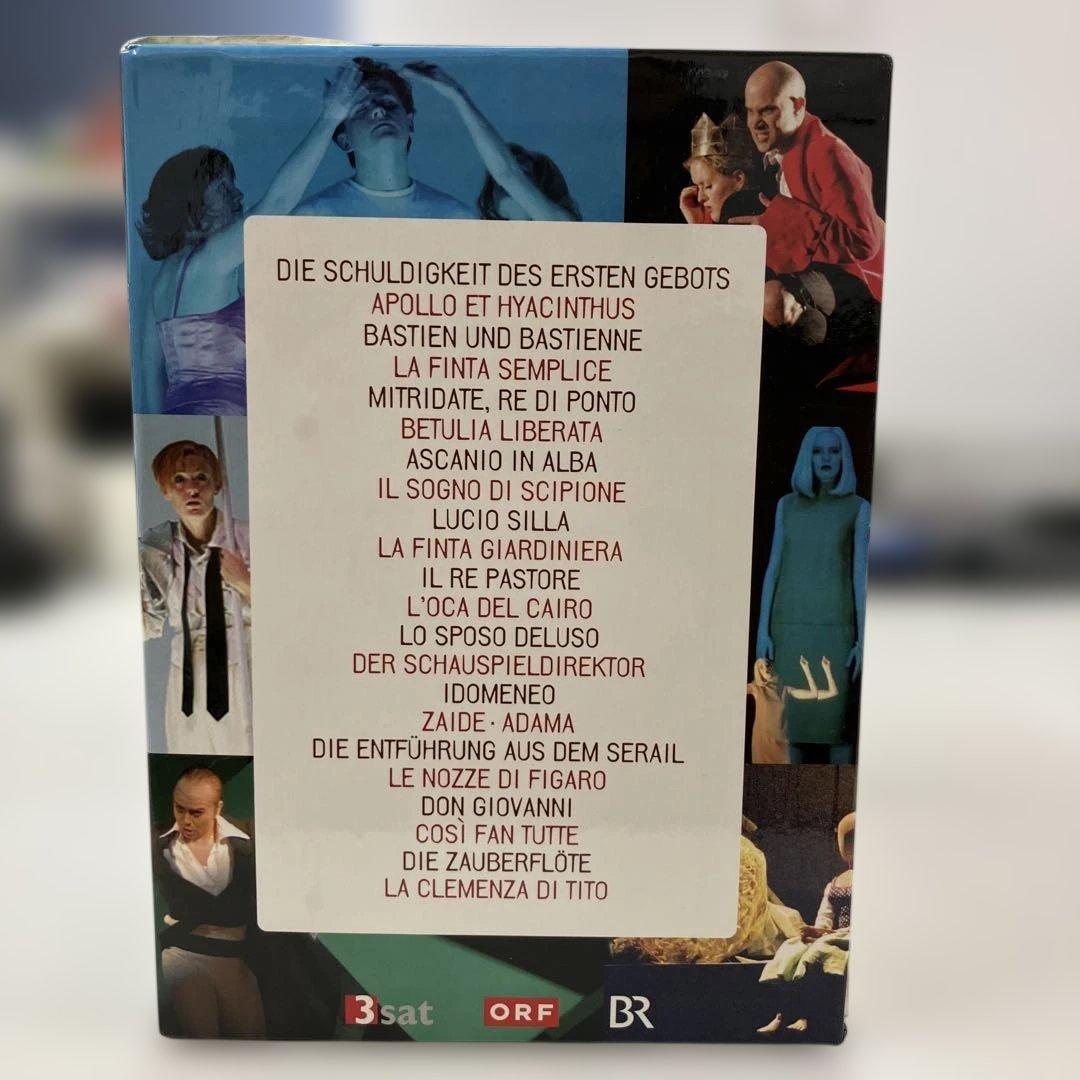 DIE SCHULDIGKEIT DES ERSTEN GEBOTS
APOLLO ET HYACINTHUS
BASTIEN UND BASTIENNE
LA FINTA SEMPLICE
MITRIDATE, RE DI PONTO
BETULIA LIBERATA
ASCANIO IN ALBA
IL SOGNO DI SCIPIONE
LUCIO SILLA
LA FINTA GIARDINIERA
IL RE PASTORE
L'OCA DEL CAIRO
LO SPOSO DELUSO
DER SCHAUSPIELDIREKTOR
IDOMENEO
ZAIDE · ADAMA
DIE ENTFÜHRUNG AUS DEM SERAIL
LE NOZZE DI FIGARO
DON GIOVANNI
COSÌ FAN TUTTE
DIE ZAUBERFLÖTE
LA CLEMENZA DI TITO
3sat ORF BR